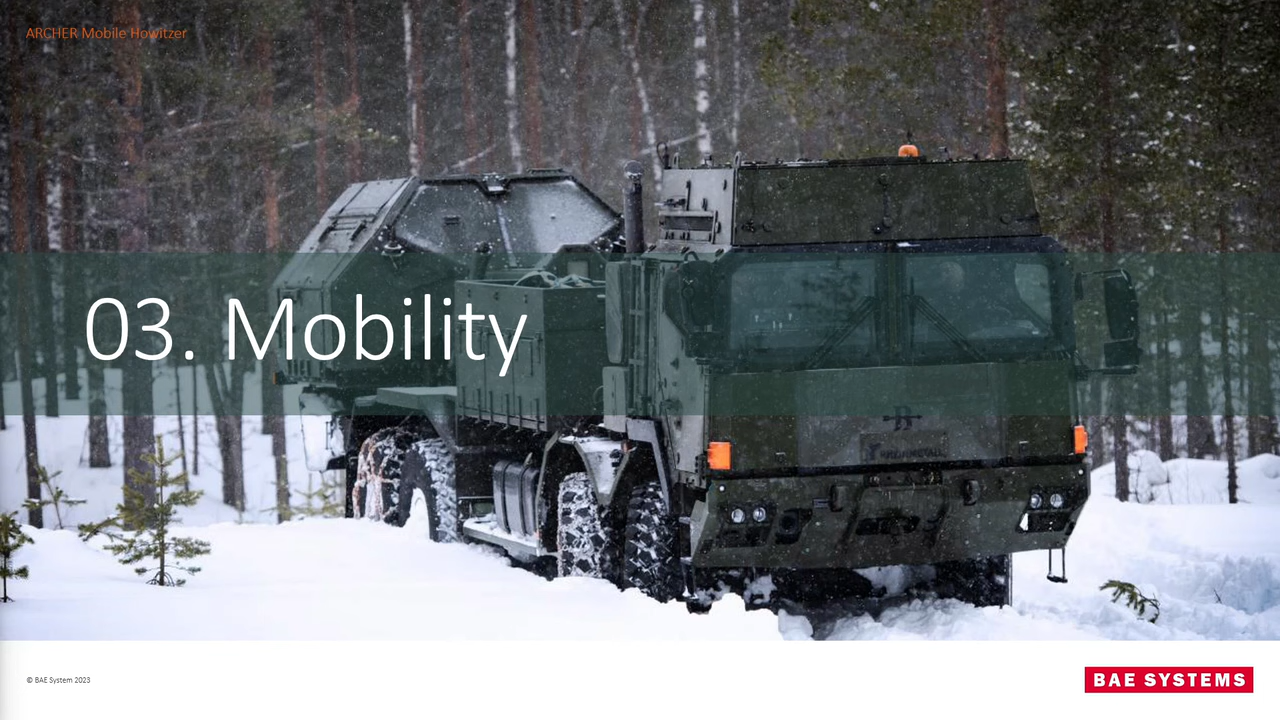 ARCHER Mobile Howitzer
03. Mobility
© BAE System 2023
BAE SYSTEMS